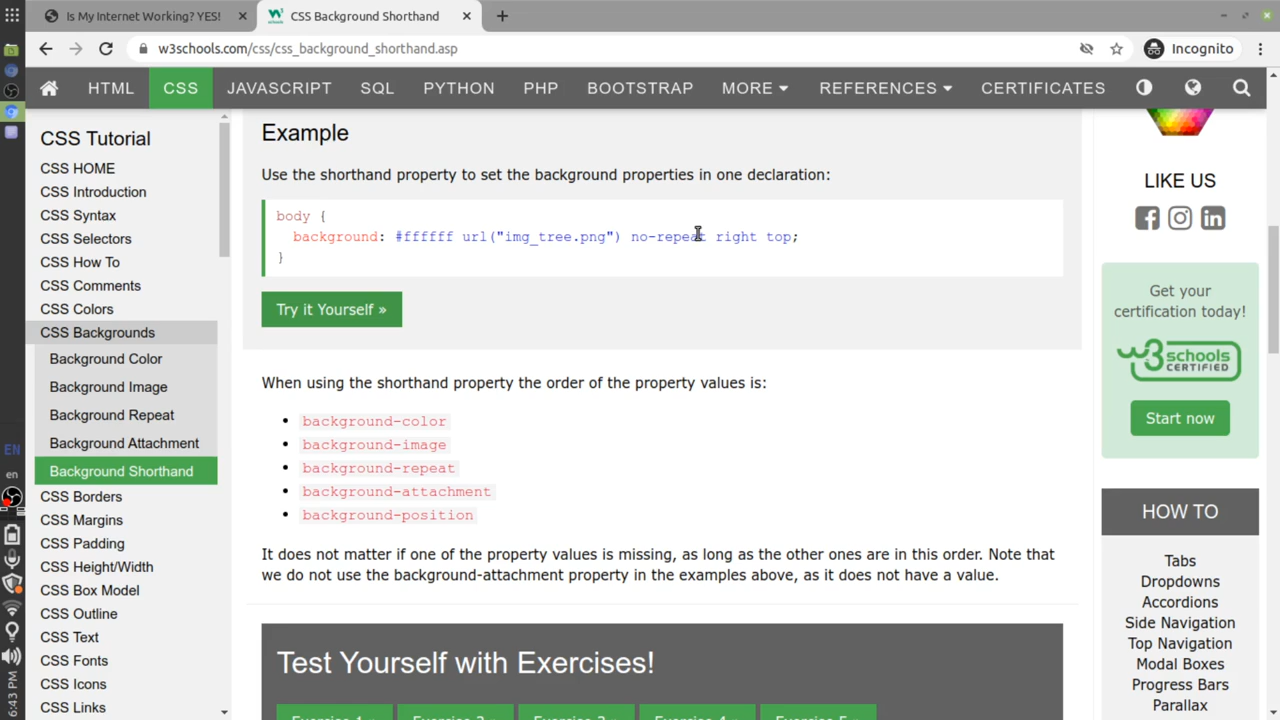 Is My Internet Working? YES!
CSS Background Shorthand
w3schools.com/css/css_background_shorthand.asp
Incognito
HTML
CSS
JAVASCRIPT
SQL
PYTHON
PHP
BOOTSTRAP
MORE
REFERENCES
CERTIFICATES
CSS Tutorial
CSS HOME
CSS Introduction
CSS Syntax
CSS Selectors
CSS How To
CSS Comments
CSS Colors
CSS Backgrounds
Background Color
Background Image
Background Repeat
Background Attachment
Background Shorthand
CSS Borders
CSS Margins
CSS Padding
CSS Height/Width
CSS Box Model
CSS Outline
CSS Text
CSS Fonts
CSS Icons
CSS Links
Example
Use the shorthand property to set the background properties in one declaration:
body {
background: #ffffff url("img_tree.png") no-repeat right top;
}
Try it Yourself »
When using the shorthand property the order of the property values is:
background-color
background-image
background-repeat
background-attachment
background-position
It does not matter if one of the property values is missing, as long as the other ones are in this order. Note that
we do not use the background-attachment property in the examples above, as it does not have a value.
Test Yourself with Exercises!
LIKE US
Get your
certification today!
w3schools
CERTIFIED
Start now
HOW TO
Tabs
Dropdowns
Accordions
Side Navigation
Top Navigation
Modal Boxes
Progress Bars
Parallax
EN
en
6:43 PM